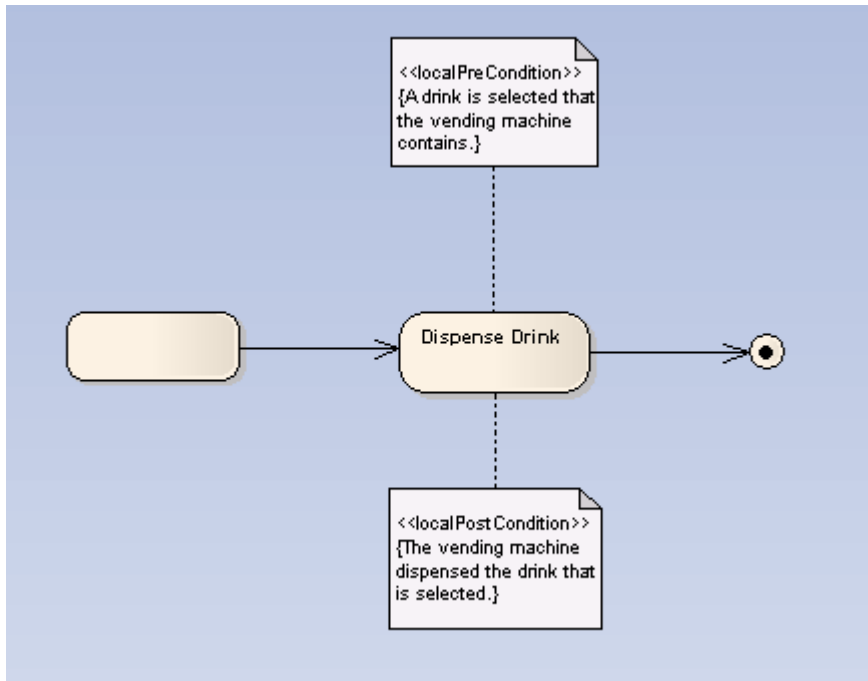 <<localPreCondition>>
{A drink is selected that
the vending machine
contains.}
Dispense Drink
<<localPostCondition>>
{The vending machine
dispensed the drink that
is selected.}